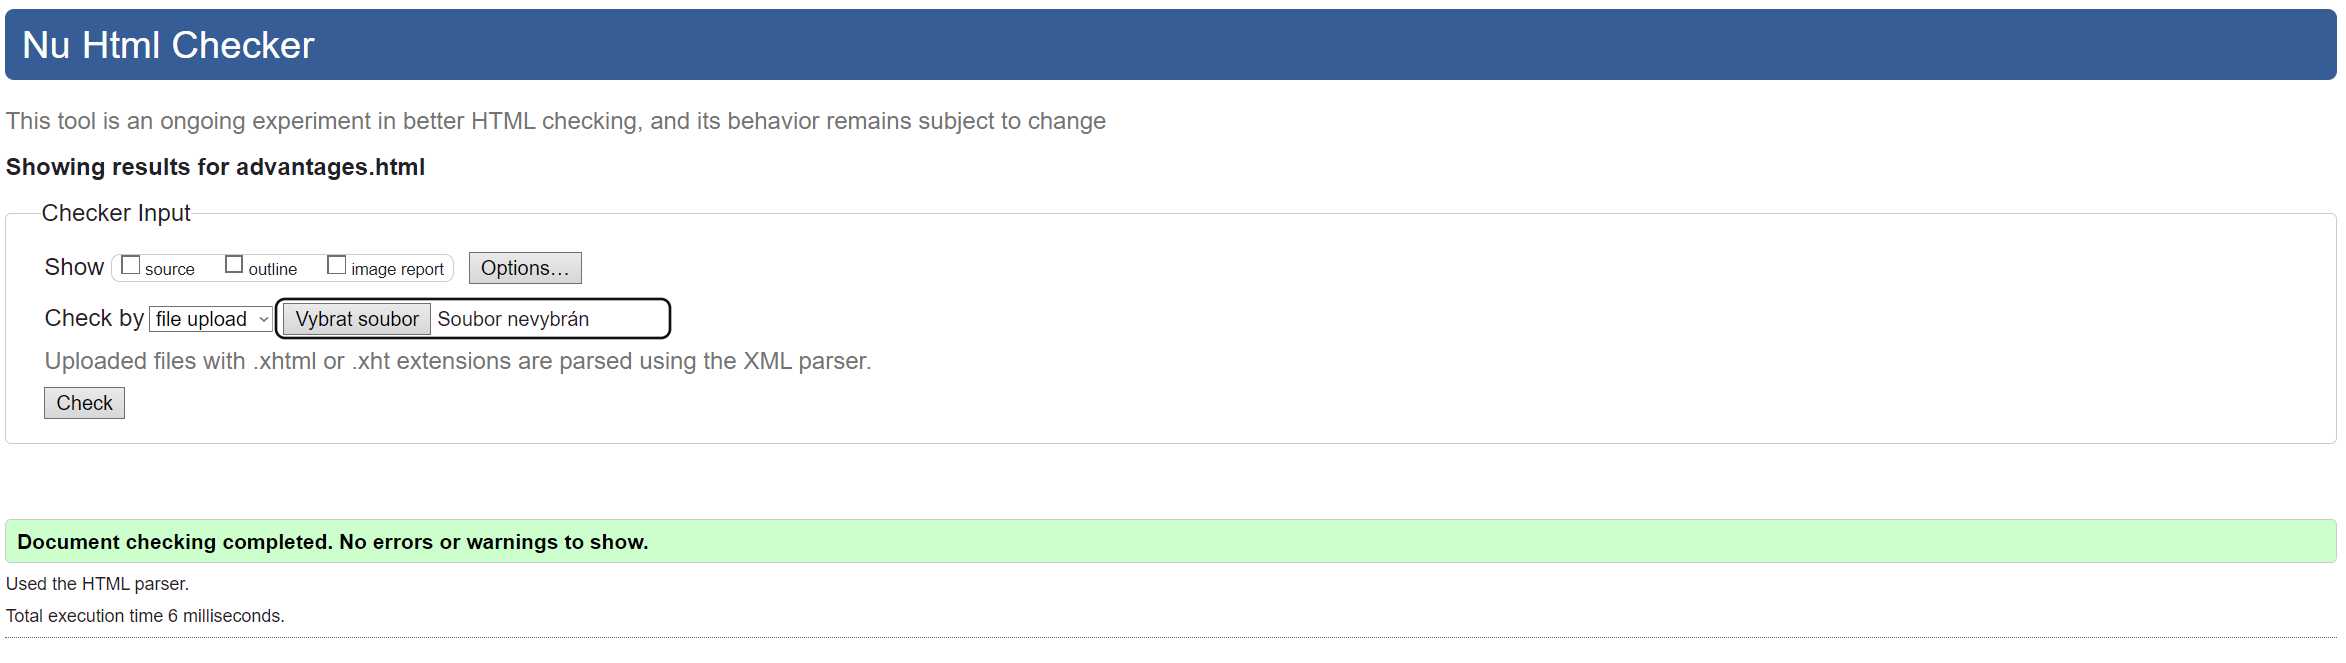 Nu Html Checker
This tool is an ongoing experiment in better HTML checking, and its behavior remains subject to change
Showing results for advantages.html
Checker Input
Show source outline image report Options...
Check by file upload Vybrat soubor Soubor nevybrán
Uploaded files with .xhtml or .xht extensions are parsed using the XML parser.
Check
Document checking completed. No errors or warnings to show.
Used the HTML parser.
Total execution time 6 milliseconds.